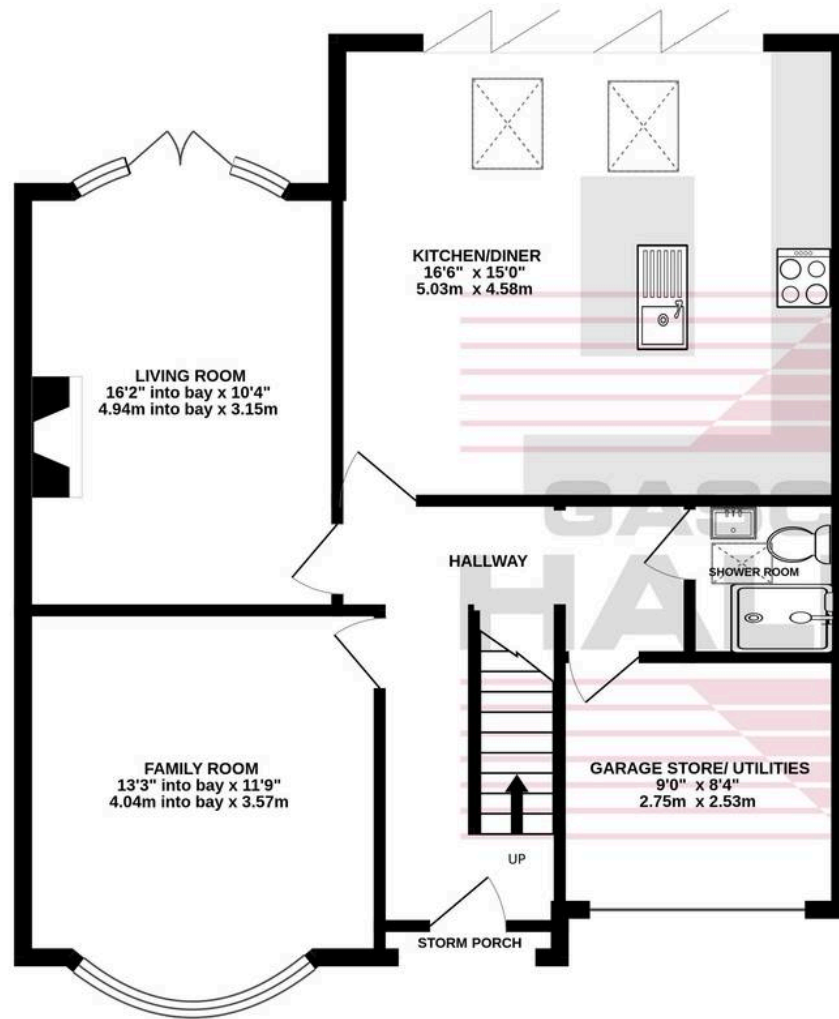 KITCHEN/DINER
16'6" x 15'0"
5.03m x 4.58m
LIVING ROOM
16'2" into bay x 10'4"
4.94m into bay x 3.15m
HALLWAY
SHOWER ROOM
FAMILY ROOM
13'3" into bay x 11'9"
4.04m into bay x 3.57m
GARAGE STORE/ UTILITIES
9'0" x 8'4"
2.75m x 2.53m
UP
STORM PORCH